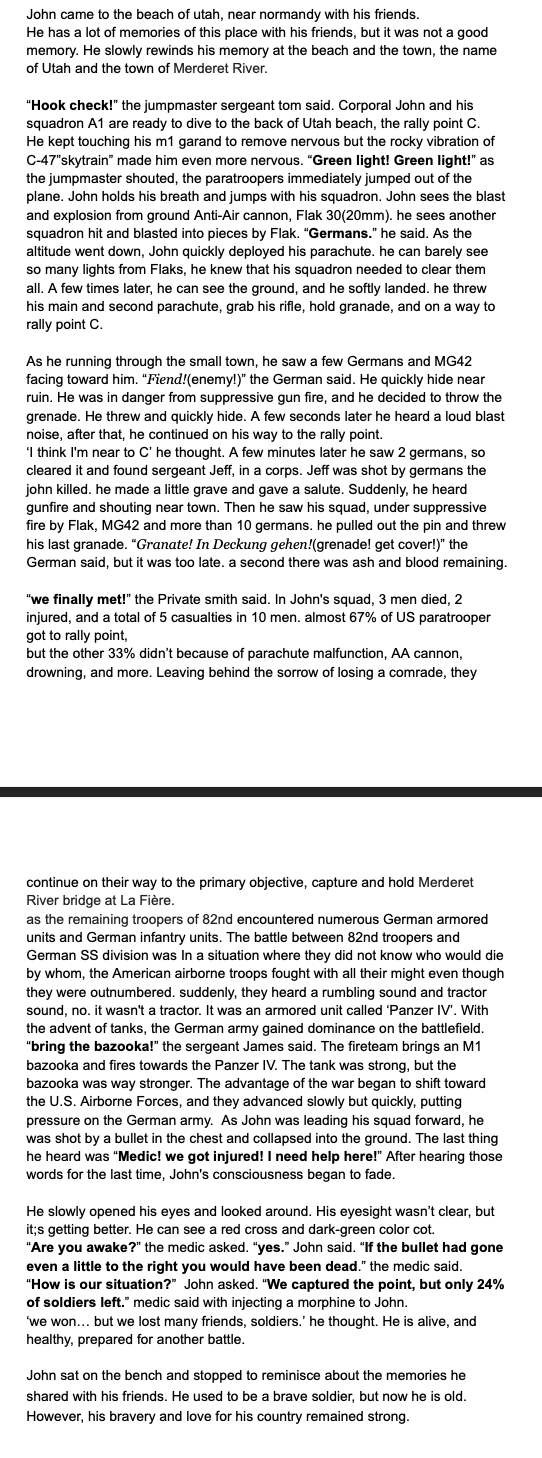 John came to the beach of utah, near normandy with his friends.
He has a lot of memories of this place with his friends, but it was not a good
memory. He slowly rewinds his memory at the beach and the town, the name
of Utah and the town of Merderet River.
“Hook check!” the jumpmaster sergeant tom said. Corporal John and his
squadron A1 are ready to dive to the back of Utah beach, the rally point C.
He kept touching his m1 garand to remove nervous but the rocky vibration of
C-47”skytrain” made him even more nervous. “Green light! Green light!” as
the jumpmaster shouted, the paratroopers immediately jumped out of the
plane. John holds his breath and jumps with his squadron. John sees the blast
and explosion from ground Anti-Air cannon, Flak 30(20mm). he sees another
squadron hit and blasted into pieces by Flak. “Germans.” he said. As the
altitude went down, John quickly deployed his parachute. he can barely see
so many lights from Flaks, he knew that his squadron needed to clear them
all. A few times later, he can see the ground, and he softly landed. he threw
his main and second parachute, grab his rifle, hold granade, and on a way to
rally point C.
As he running through the small town, he saw a few Germans and MG42
facing toward him. “Fiend!(enemy!)” the German said. He quickly hide near
ruin. He was in danger from suppressive gun fire, and he decided to throw the
grenade. He threw and quickly hide. A few seconds later he heard a loud blast
noise, after that, he continued on his way to the rally point.
‘I think I'm near to C’ he thought. A few minutes later he saw 2 germans, so
cleared it and found sergeant Jeff, in a corps. Jeff was shot by germans the
john killed. he made a little grave and gave a salute. Suddenly, he heard
gunfire and shouting near town. Then he saw his squad, under suppressive
fire by Flak, MG42 and more than 10 germans. he pulled out the pin and threw
his last granade. “Granate! In Deckung gehen!(grenade! get cover!)” the
German said, but it was too late. a second there was ash and blood remaining.
“we finally met!” the Private smith said. In John's squad, 3 men died, 2
injured, and a total of 5 casualties in 10 men. almost 67% of US paratrooper
got to rally point,
but the other 33% didn’t because of parachute malfunction, AA cannon,
drowning, and more. Leaving behind the sorrow of losing a comrade, they
continue on their way to the primary objective, capture and hold Merderet
River bridge at La Fière.
as the remaining troopers of 82nd encountered numerous German armored
units and German infantry units. The battle between 82nd troopers and
German SS division was In a situation where they did not know who would die
by whom, the American airborne troops fought with all their might even though
they were outnumbered. suddenly, they heard a rumbling sound and tractor
sound, no. it wasn't a tractor. It was an armored unit called ‘Panzer IV’. With
the advent of tanks, the German army gained dominance on the battlefield.
“bring the bazooka!” the sergeant James said. The fireteam brings an M1
bazooka and fires towards the Panzer IV. The tank was strong, but the
bazooka was way stronger. The advantage of the war began to shift toward
the U.S. Airborne Forces, and they advanced slowly but quickly, putting
pressure on the German army.  As John was leading his squad forward, he
was shot by a bullet in the chest and collapsed into the ground. The last thing
he heard was “Medic! we got injured! I need help here!” After hearing those
words for the last time, John's consciousness began to fade.
He slowly opened his eyes and looked around. His eyesight wasn’t clear, but
it;s getting better. He can see a red cross and dark-green color cot.
“Are you awake?” the medic asked. “yes.” John said. “If the bullet had gone
even a little to the right you would have been dead.” the medic said.
“How is our situation?”  John asked. “We captured the point, but only 24%
of soldiers left.” medic said with injecting a morphine to John.
‘we won… but we lost many friends, soldiers.’ he thought. He is alive, and
healthy, prepared for another battle.
John sat on the bench and stopped to reminisce about the memories he
shared with his friends. He used to be a brave soldier, but now he is old.
However, his bravery and love for his country remained strong.